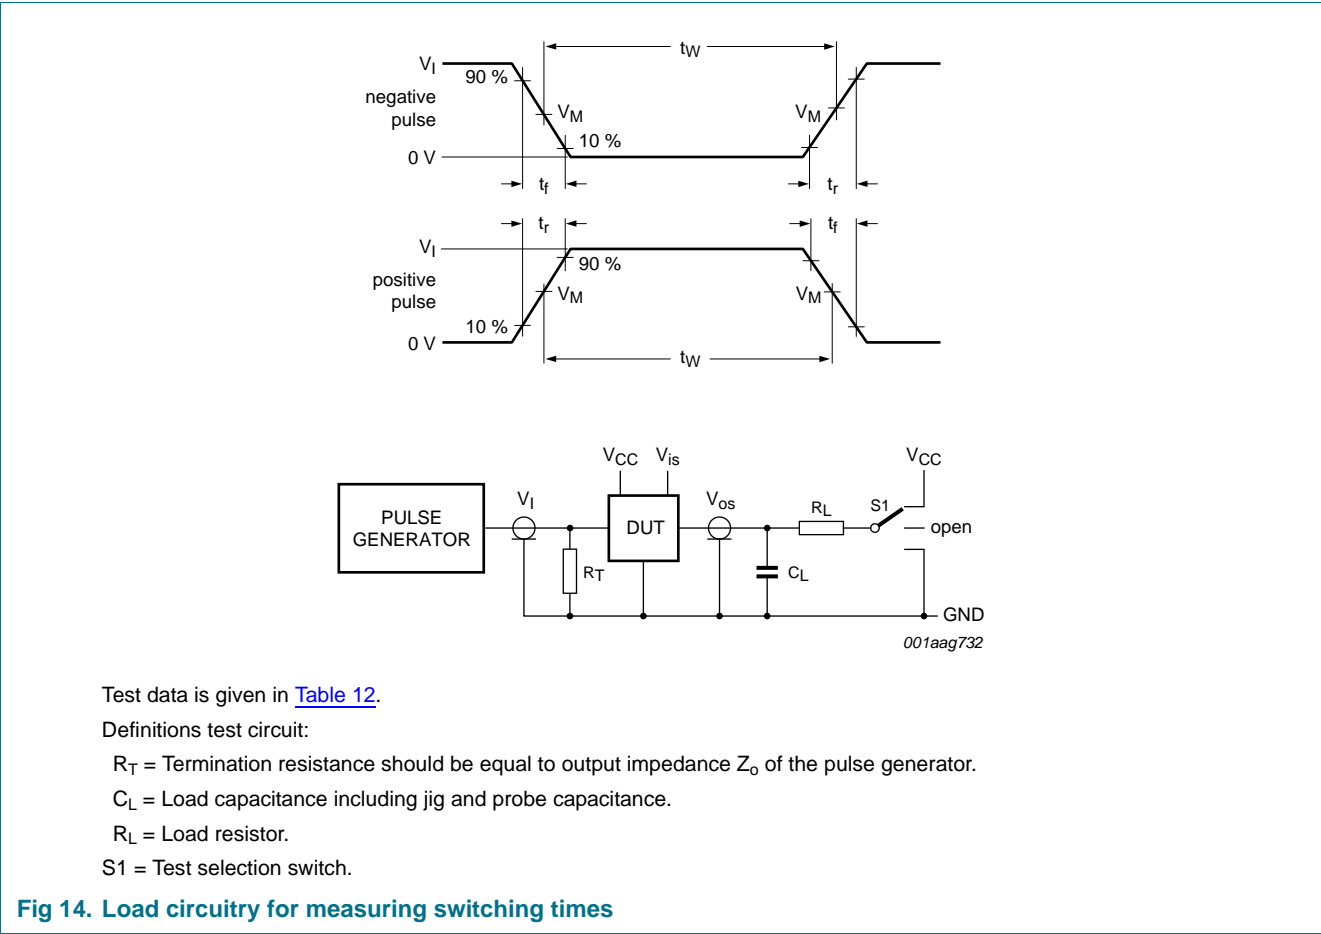 tW
VI
90 %
negative
pulse
VM
VM
10 %
0 V
tf
tr
tr
tf
VI
90 %
positive
pulse
VM
VM
10 %
0 V
tW
VCC
Vis
VCC
VI
Vos
RL
S1
PULSE
GENERATOR
DUT
open
RT
CL
GND
001aag732
Test data is given in Table 12.
Definitions test circuit:
RT = Termination resistance should be equal to output impedance Zo of the pulse generator.
CL = Load capacitance including jig and probe capacitance.
RL = Load resistor.
S1 = Test selection switch.
Fig 14. Load circuitry for measuring switching times